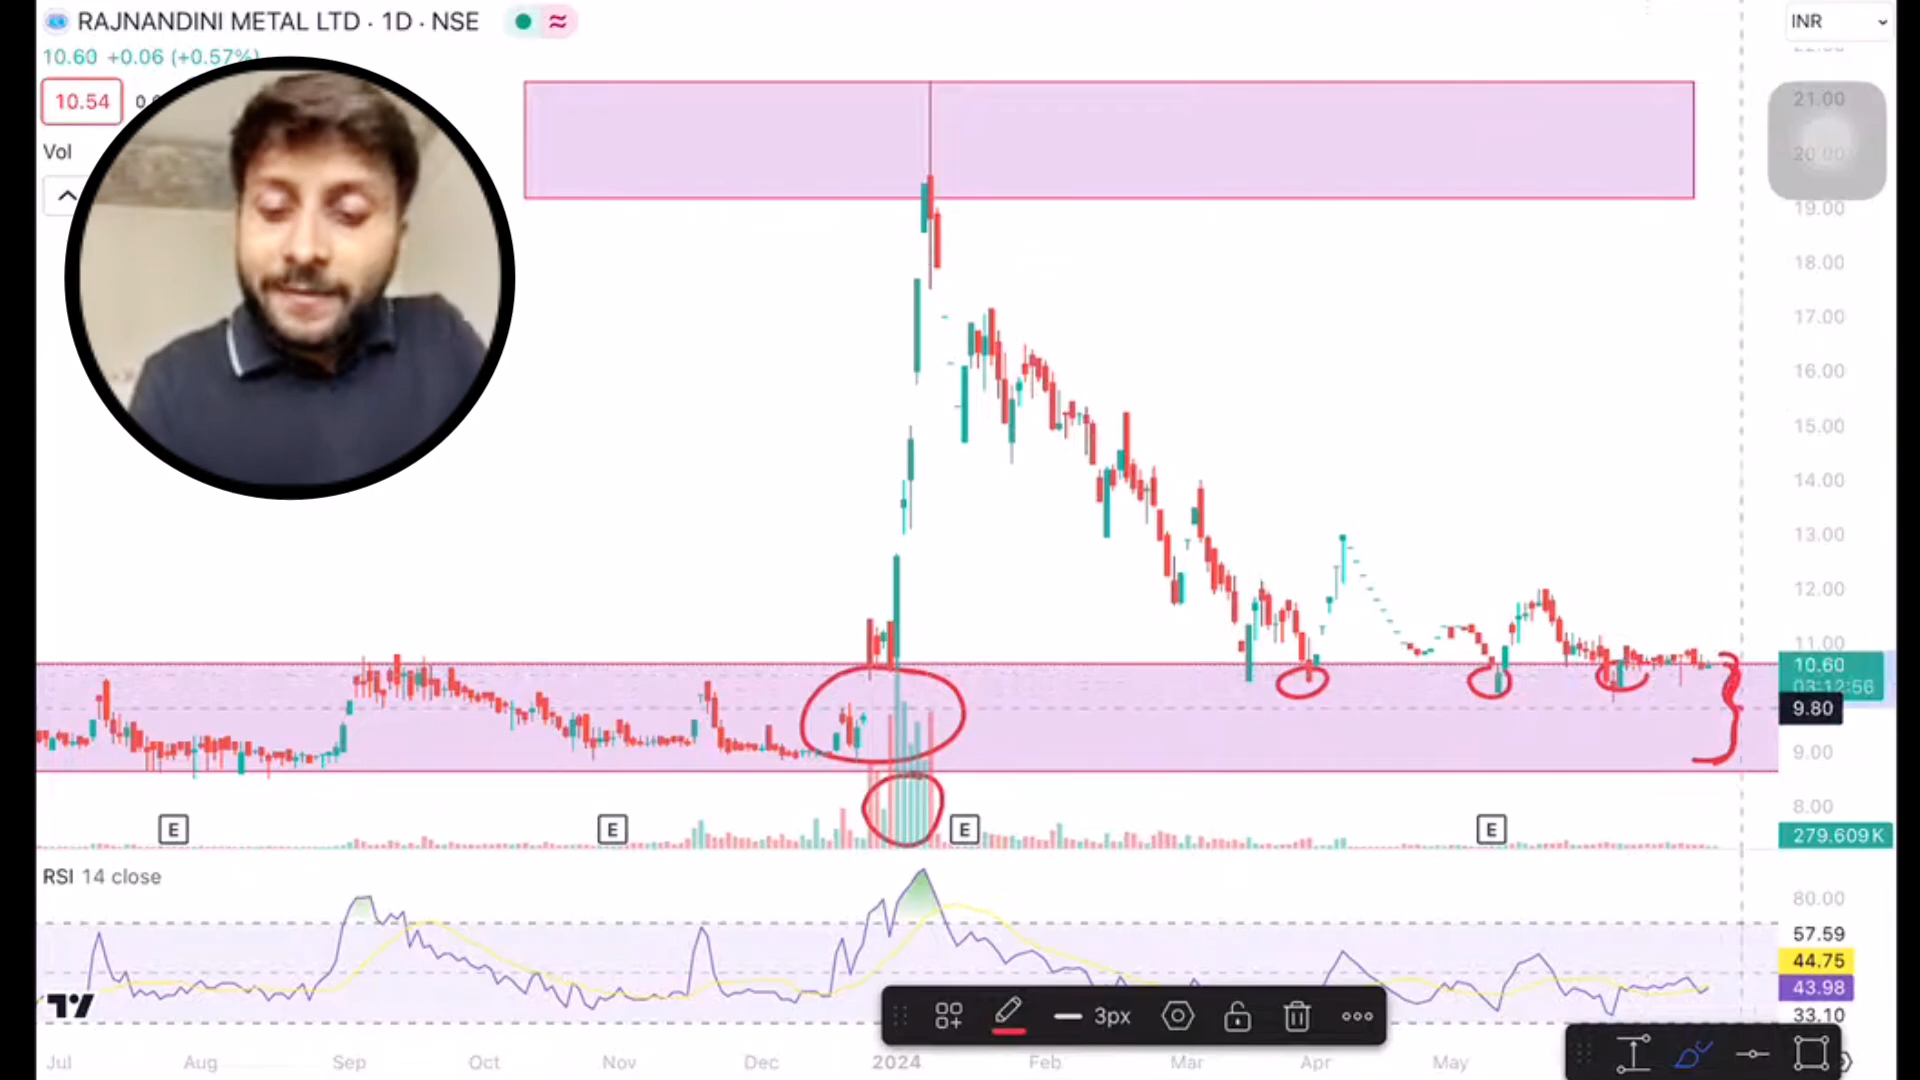 RAJNANDINI METAL LTD · 1D · NSE
INR
10.60 +0.06 (+0.57%)
10.54
Vol
21.00
20.00
19.00
18.00
17.00
16.00
15.00
14.00
13.00
12.00
11.00
10.60
03:12:56
9.80
9.00
8.00
E
E
E
E
279.609K
RSI 14 close
80.00
57.59
44.75
43.98
33.10
3px
Jul
Aug
Sep
Oct
Nov
Dec
2024
Feb
Mar
Apr
May